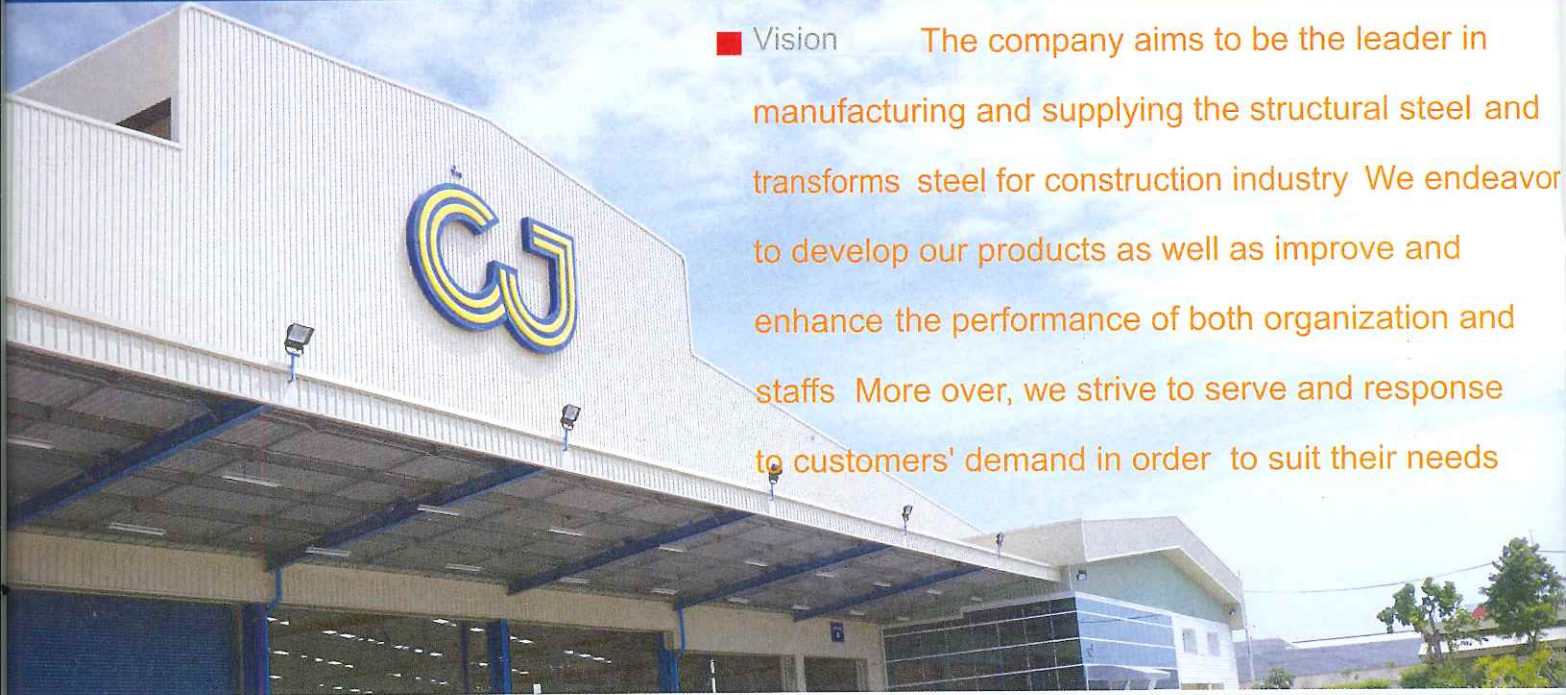 CJ
Vision The company aims to be the leader in
manufacturing and supplying the structural steel and
transforms steel for construction industry We endeavor
to develop our products as well as improve and
enhance the performance of both organization and
staffs More over, we strive to serve and response
to customers' demand in order to suit their needs